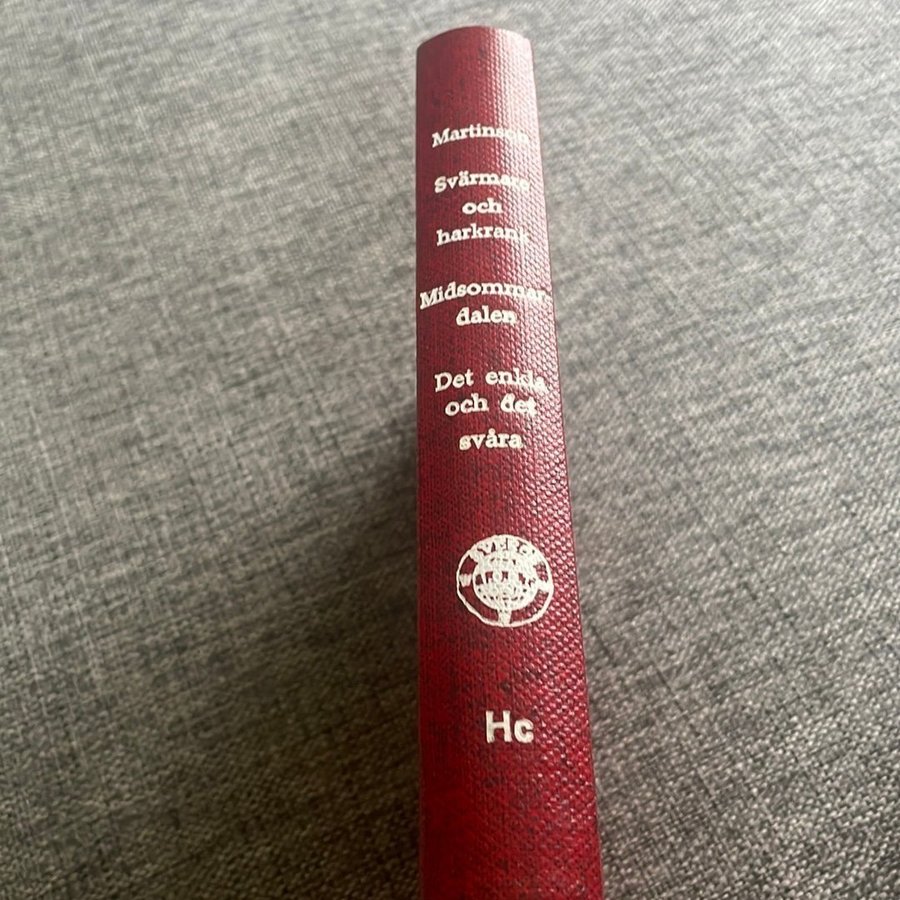 Martinson
Svärmare
och
harkrank
Midsommar-
dalen
Det enkla
och det
svåra
Hc